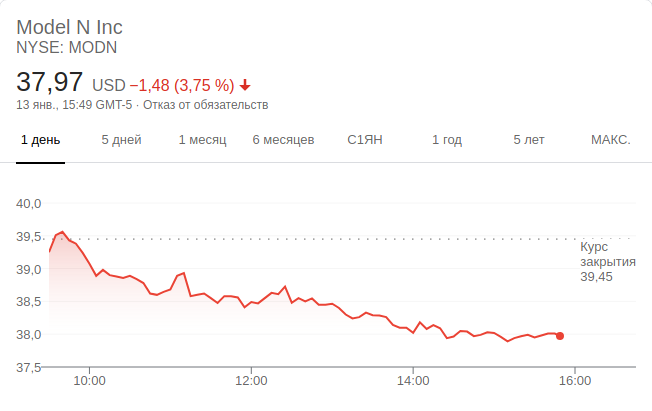 Model N Inc
NYSE: MODN
37,97 USD −1,48 (3,75 %)
13 янв., 15:49 GMT-5 · Отказ от обязательств
1 день 5 дней 1 месяц 6 месяцев С1ЯН 1 год 5 лет МАКС.
40,0
39,5
Курс
закрытия
39,45
39,0
38,5
38,0
37,5
10:00 12:00 14:00 16:00